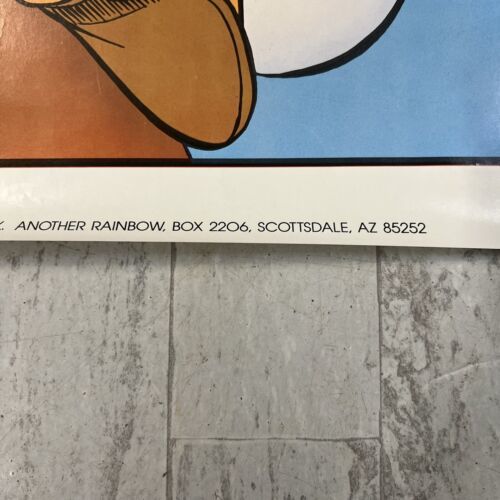 ANOTHER RAINBOW, BOX 2206, SCOTTSDALE, AZ 85252